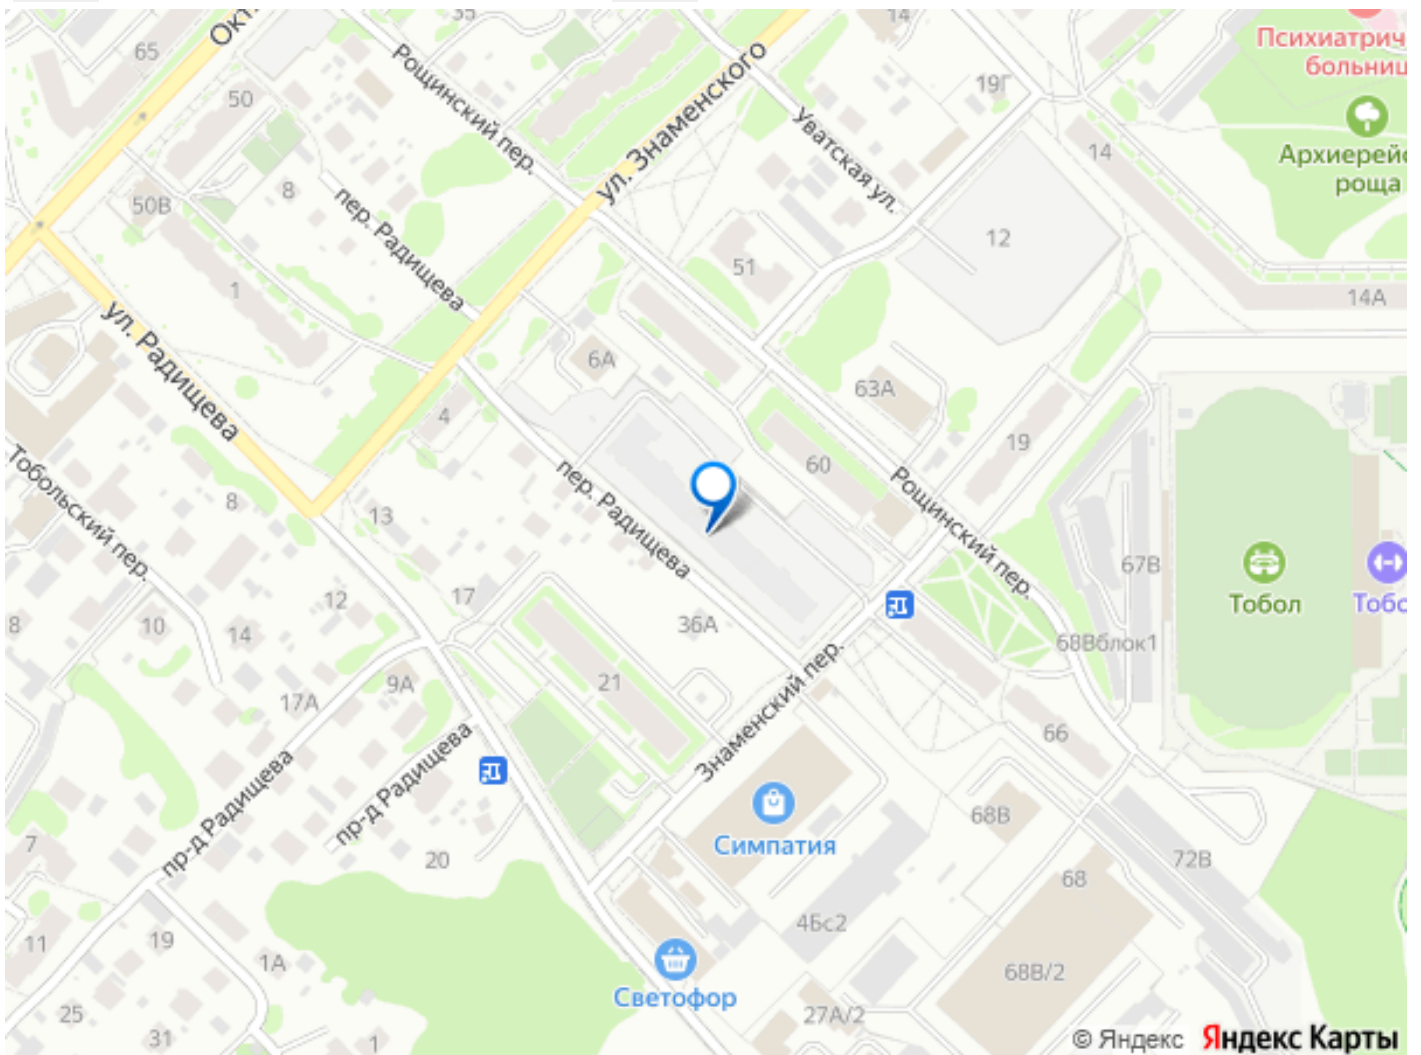 35
14
Рощинский пер.
65
ул. Знаменского
50
19Г
Уватская ул.
Архиерейс
роща
14
8
пер. Радищева
50В
12
51
1
14А
ул. Радищева
6А
63А
4
19
60
Рощинский пер.
Тобольский пер.
пер. Радищева
8
13
67В
Тобол
12
17
8
10
14
36А
68Вблок1
21
9А
17А
Знаменский пер.
66
пр-д Радищева
пр-д Радищева
Симпатия
68В
7
20
72В
68
4Бс2
11
19
1А
68В/2
Светофор
25
27А/2
31
1
© Яндекс Яндекс Карты